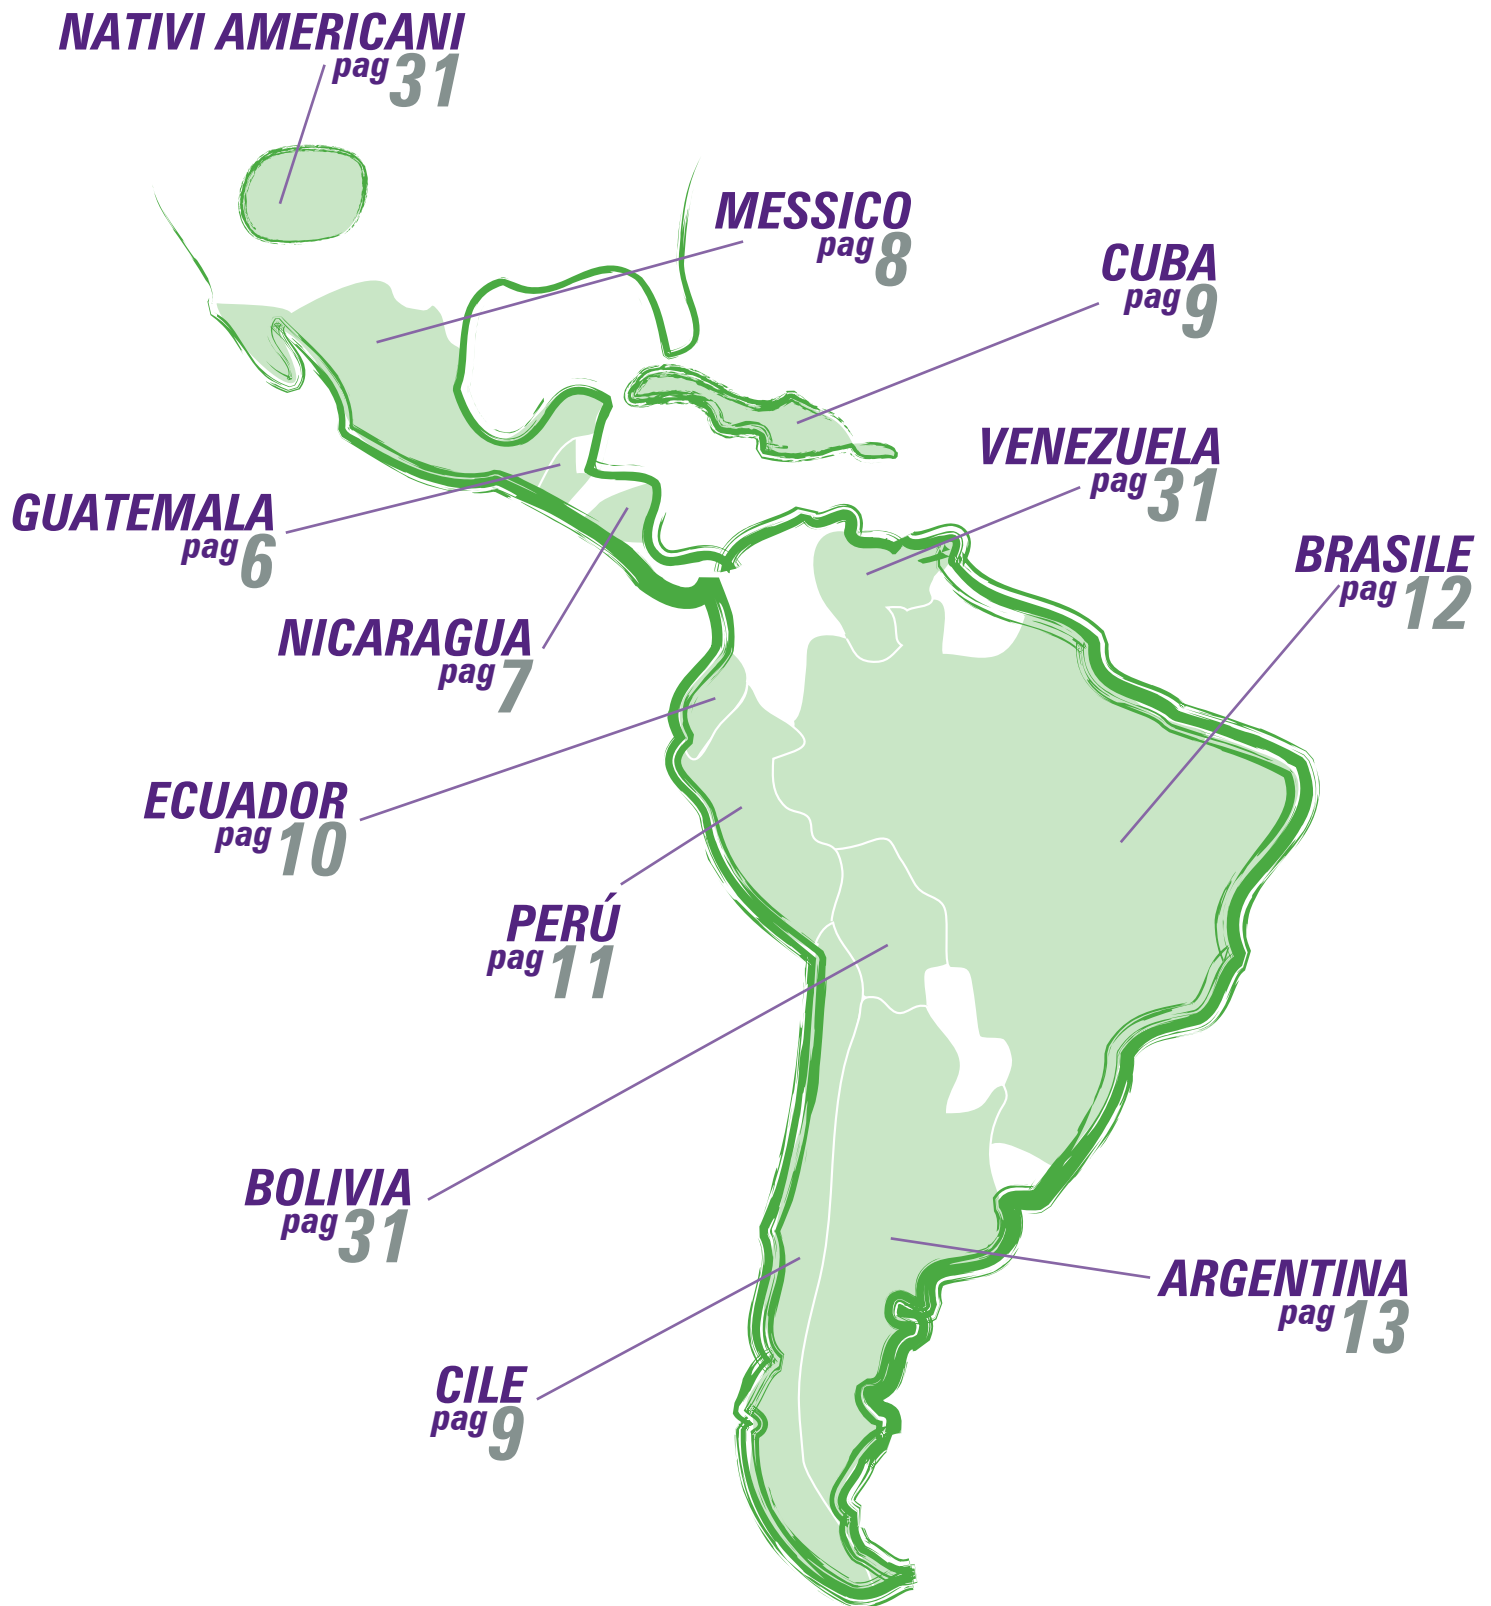 NATIVI AMERICANI
pag 31
MESSICO
pag 8
CUBA
pag 9
VENEZUELA
pag 31
GUATEMALA
pag 6
BRASILE
pag 12
NICARAGUA
pag 7
ECUADOR
pag 10
PERÚ
pag 11
BOLIVIA
pag 31
ARGENTINA
pag 13
CILE
pag 9